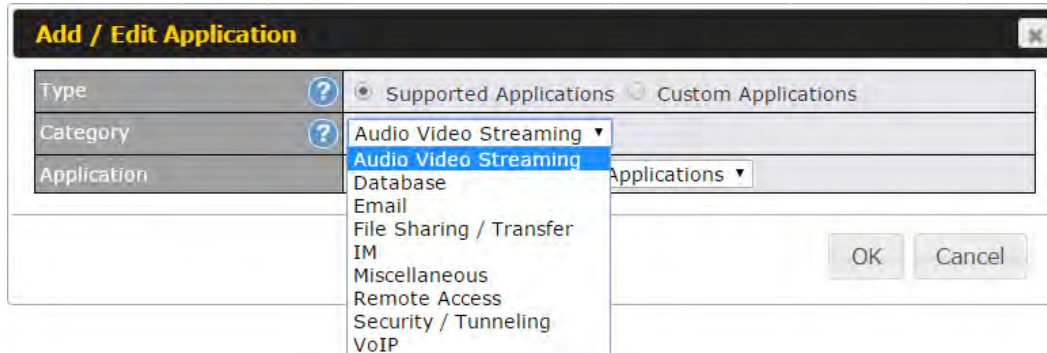 Add / Edit Application
Type ? Supported Applications Custom Applications
Category ? Audio Video Streaming
Application Applications
Audio Video Streaming
Database
Email
File Sharing / Transfer
IM
Miscellaneous
Remote Access
Security / Tunneling
VoIP
OK Cancel